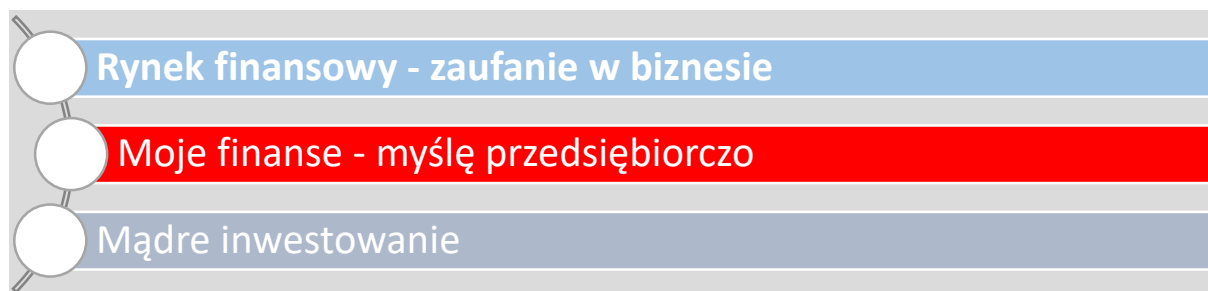 Rynek finansowy - zaufanie w biznesie
Moje finanse - myślę przedsiębiorczo
Mądre inwestowanie